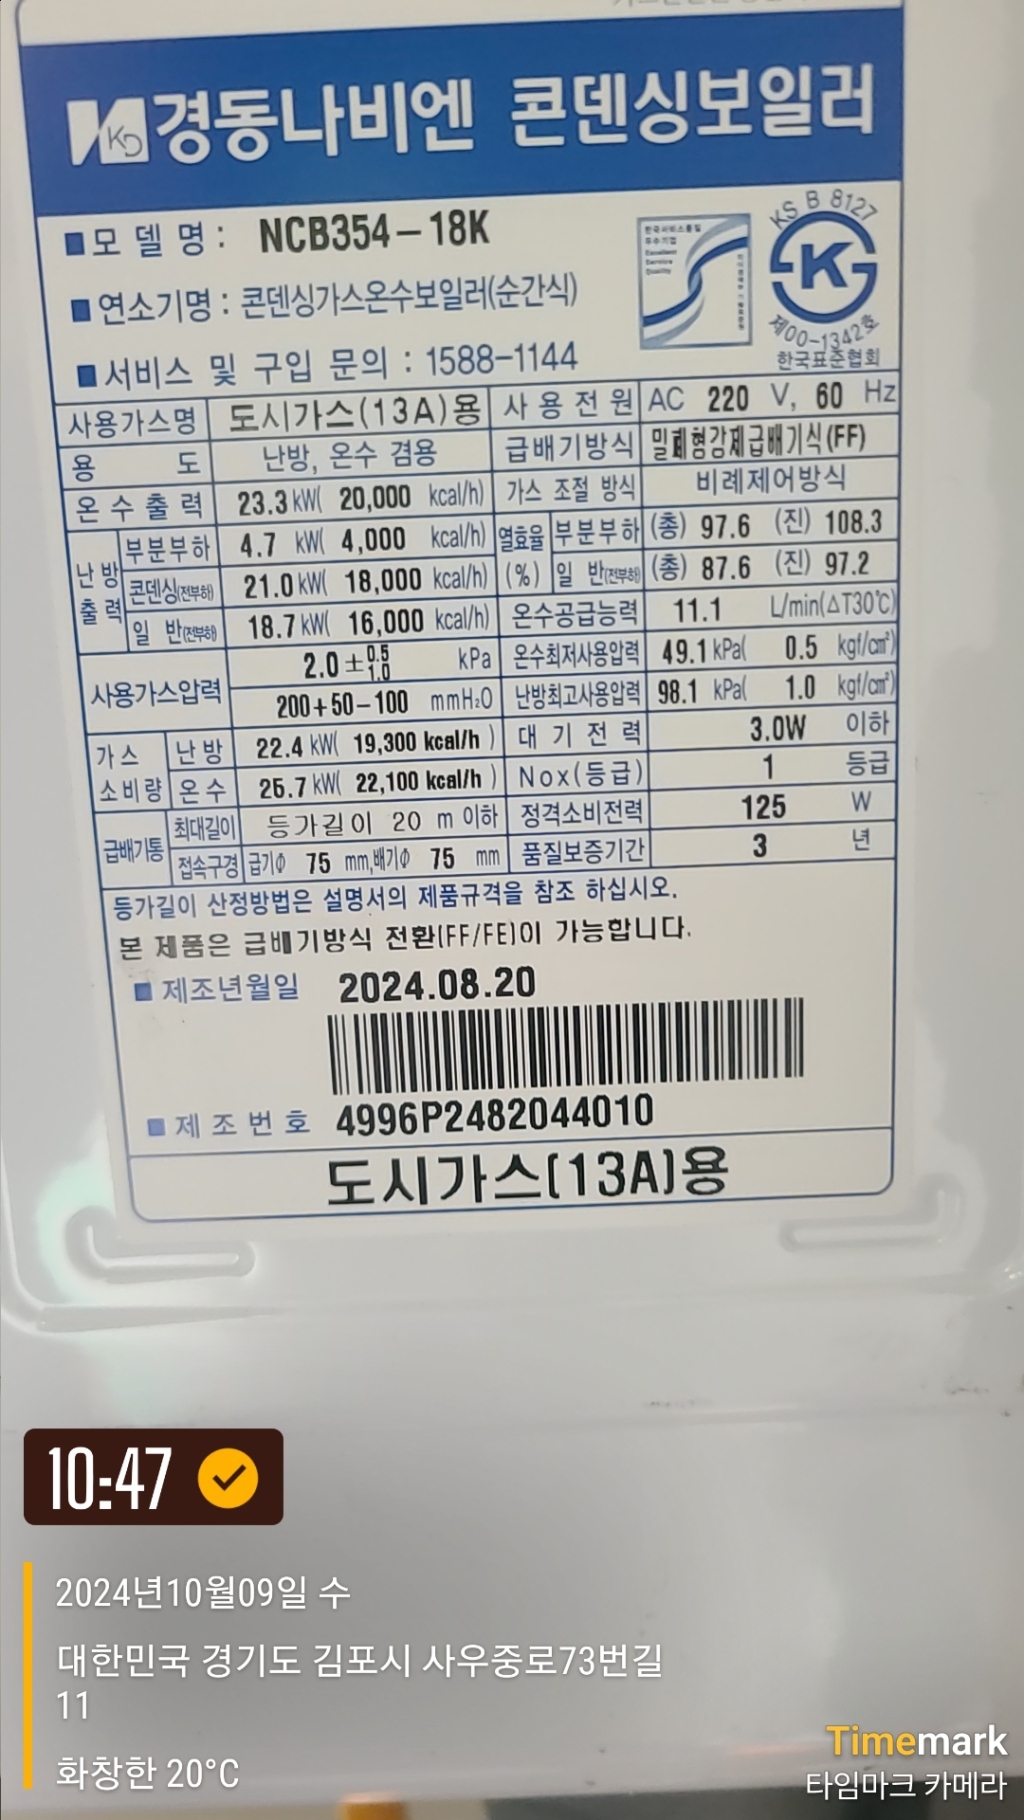 KD 경동나비엔 콘덴싱보일러
■모 델 명 : NCB354-18K
■연소기명 : 콘덴싱가스온수보일러(순간식)
■서비스 및 구입 문의 : 1588-1144
한국서비스품질
우수기업
Excellent
Service
Quality
KS B 8127
K
제00-1342호
한국표준협회
사용가스명 도시가스(13A)용 사 용 전 원 AC 220 V, 60 Hz
용 도 난방, 온수 겸용 급배기방식 밀폐형강제급배기식(FF)
온 수 출 력 23.3 kW( 20,000 kcal/h) 가스 조절 방식 비례제어방식
난 방 출 력 부분부하 4.7 kW( 4,000 kcal/h) 열효율 (%) 부분부하 (총) 97.6 (진) 108.3
콘덴싱(전부하) 21.0 kW( 18,000 kcal/h) 일 반(전부하) (총) 87.6 (진) 97.2
일 반(전부하) 18.7 kW( 16,000 kcal/h) 온수공급능력 11.1 L/min(△T30℃)
사용가스압력 2.0 ± 0.5 1.0 kPa 온수최저사용압력 49.1 kPa( 0.5 kgf/㎠)
200+50-100 mmH₂O 난방최고사용압력 98.1 kPa( 1.0 kgf/㎠)
가 스 소 비 량 난 방 22.4 kW( 19,300 kcal/h ) 대 기 전 력 3.0W 이하
온 수 25.7 kW( 22,100 kcal/h ) Nox(등급) 1 등급
급배기통 최대길이 등가길이 20 m 이하 정격소비전력 125 W
접속구경 급기Φ 75 mm,배기Φ 75 mm 품질보증기간 3 년
등가길이 산정방법은 설명서의 제품규격을 참조 하십시오.
본 제품은 급배기방식 전환(FF/FE)이 가능합니다.
■ 제조년월일 2024.08.20
■ 제 조 번 호 4996P2482044010
도시가스(13A)용
10:47
2024년10월09일 수
대한민국 경기도 김포시 사우중로73번길
11
화창한 20°C
Timemark
타임마크 카메라